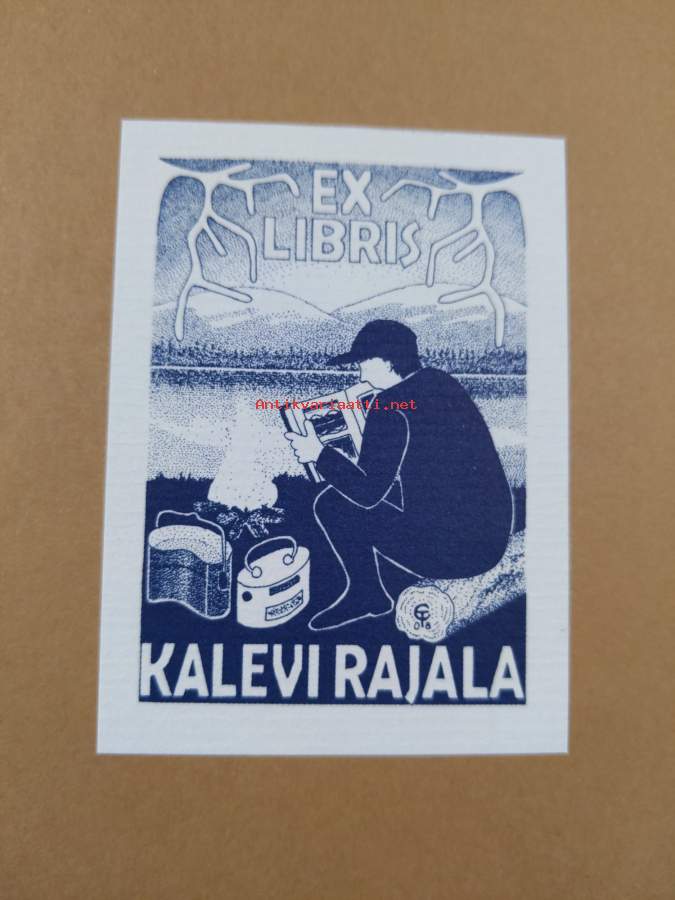 EX
LIBRIS
Antikvariaatti.net
KALEVI RAJALA